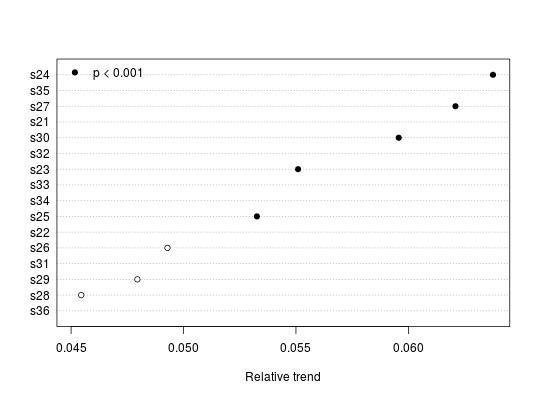 p < 0.001
s24
s35
s27
s21
s30
s32
s23
s33
s34
s25
s22
s26
s31
s29
s28
s36
0.045 0.050 0.055 0.060
Relative trend